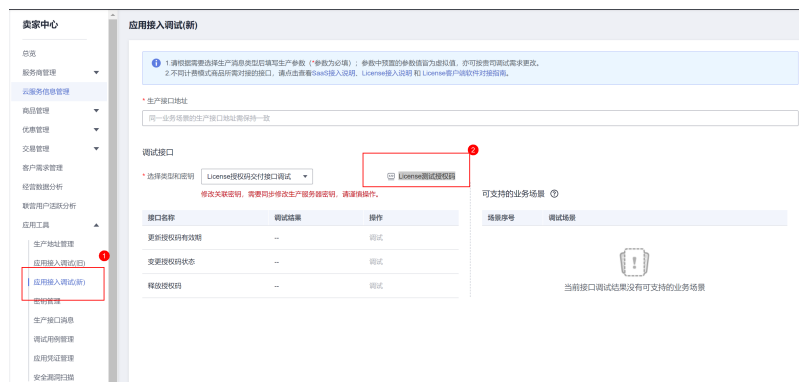 卖家中心
总览
服务商管理
云服务信息管理
商品管理
优惠管理
交易管理
客户需求管理
经营数据分析
联营用户活跃分析
应用工具
生产地址管理
应用接入调试(旧)
1
应用接入调试(新)
密钥管理
生产接口消息
调试用例管理
应用凭证管理
安全漏洞扫描
应用接入调试(新)
1.请根据需要选择生产消息类型后填写生产参数（*参数为必填）；参数中预置的参数值皆为虚拟值，亦可按贵司调试需求更改。
2.不同计费模式商品所需对接的接口，请点击查看SaaS接入说明、License接入说明 和 License客户端软件对接指南。
* 生产接口地址
同一业务场景的生产接口地址需保持一致
调试接口
2
* 选择类型和密钥 License授权码交付接口调试 License测试授权码
修改关联密钥，需要同步修改生产服务器密钥，请谨慎操作。
接口名称 调试结果 操作
更新授权码有效期 -- 调试
变更授权码状态 -- 调试
释放授权码 -- 调试
可支持的业务场景
场景序号 调试场景
当前接口调试结果没有可支持的业务场景